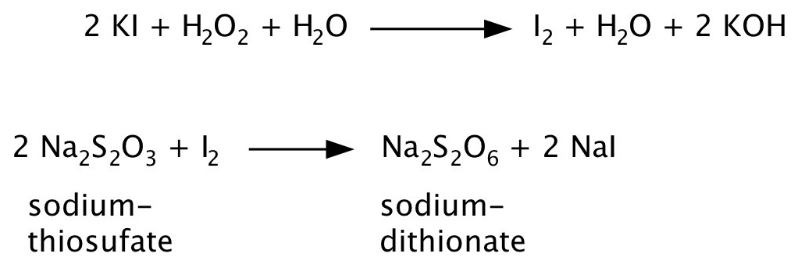 2 KI + H₂O₂ + H₂O ⟶ I₂ + H₂O + 2 KOH
2 Na₂S₂O₃ + I₂ ⟶ Na₂S₂O₆ + 2 NaI
sodium- sodium-
thiosufate dithionate